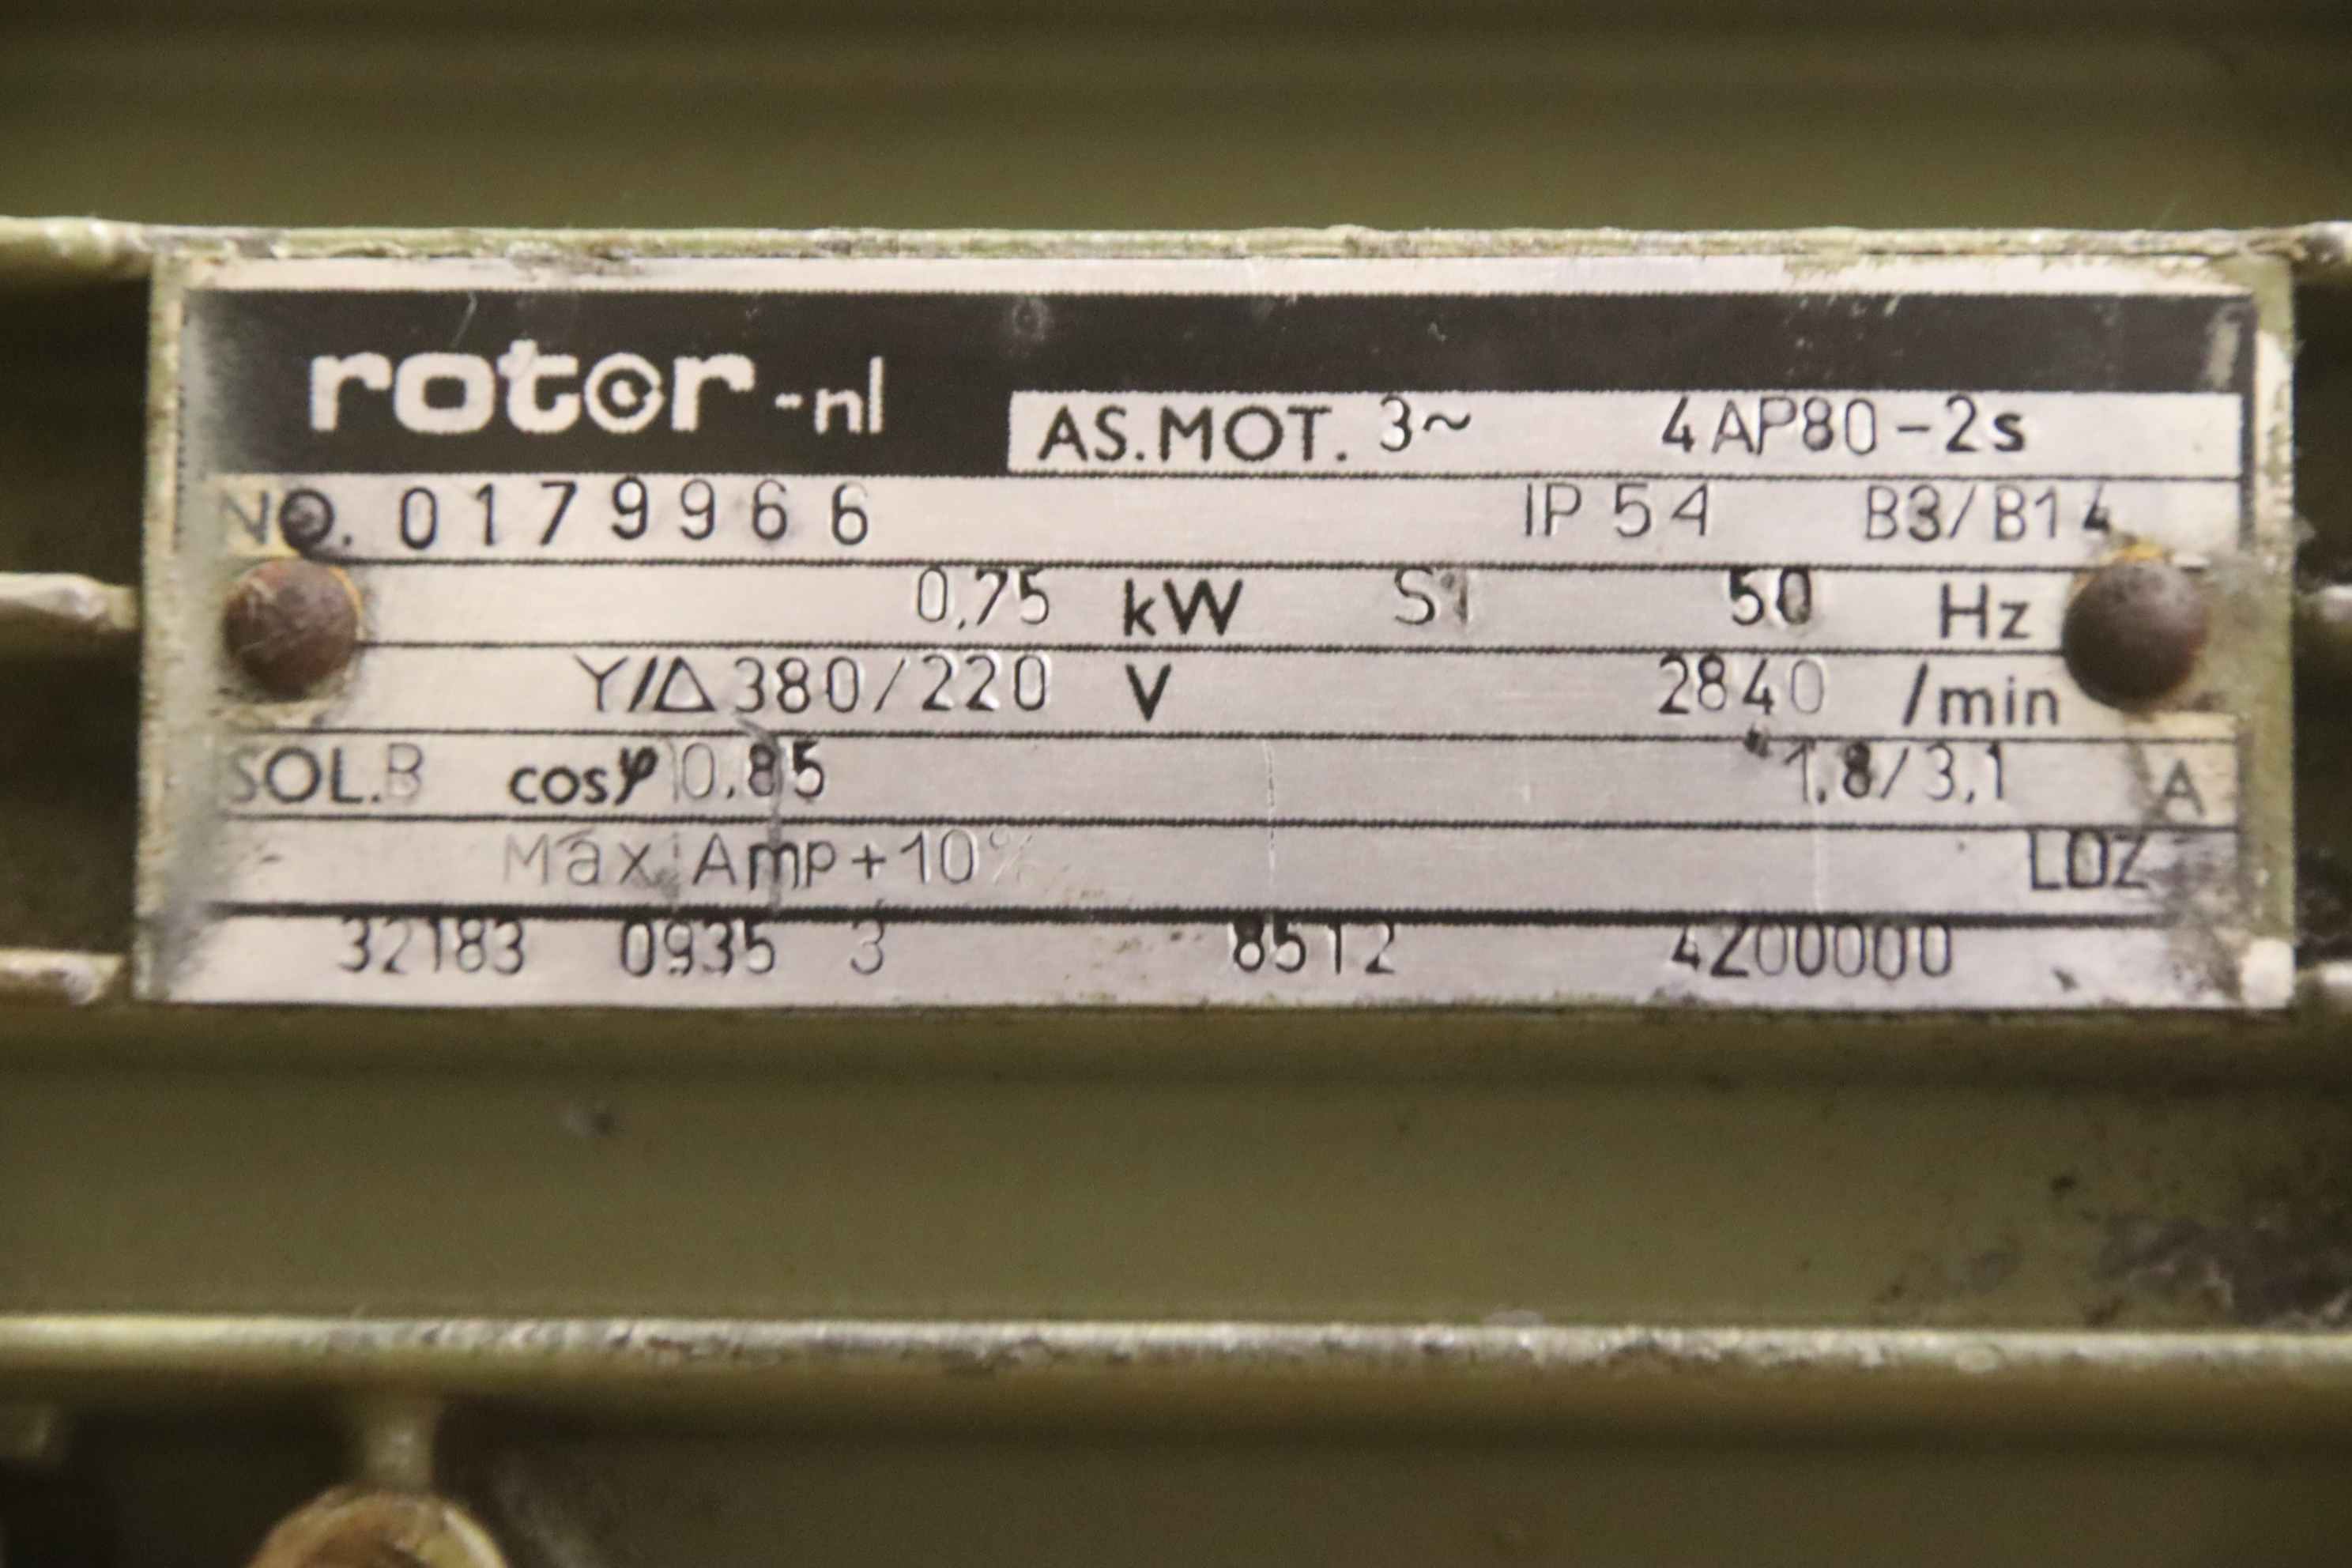 rotor-nl AS.MOT. 3~ 4AP80-2s
NO. 0179966 IP 54 B3/B14
0,75 kW S1 50 Hz
Y/Δ 380/220 V 2840 /min
SOL.B cosφ 0,85 1,8/3,1 A
Max Amp+10% LOZ
32183 0935 3 8512 4200000